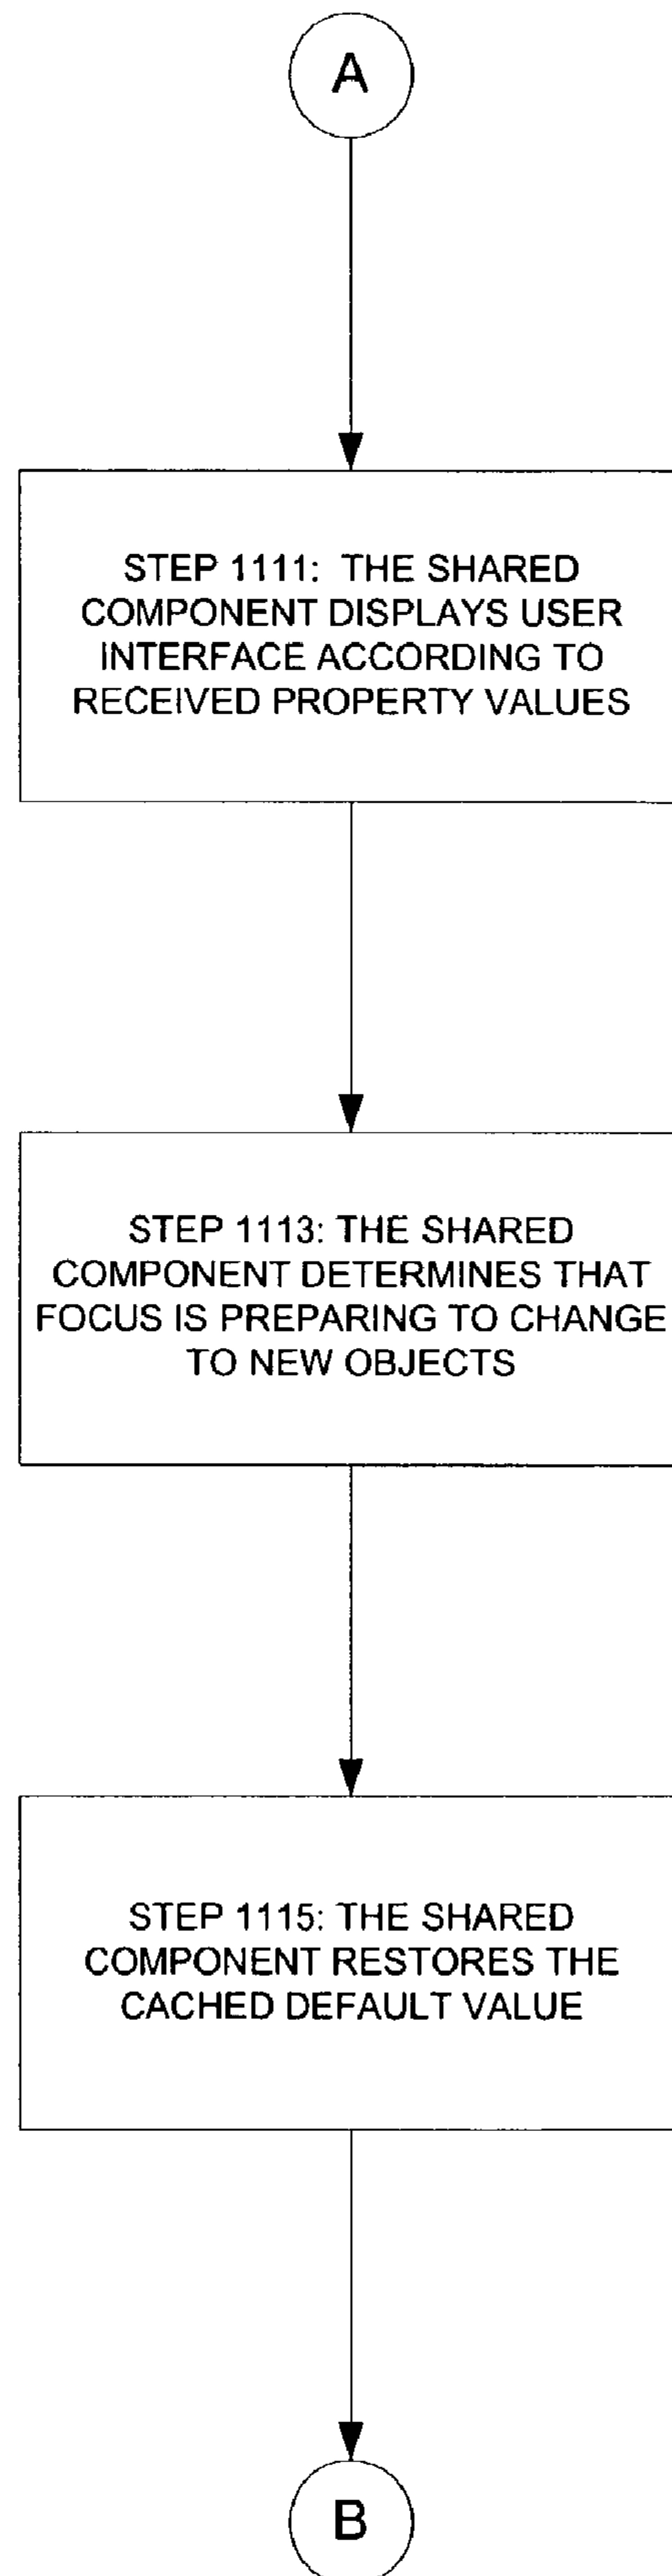 A
STEP 1111: THE SHARED
COMPONENT DISPLAYS USER
INTERFACE ACCORDING TO
RECEIVED PROPERTY VALUES
STEP 1113: THE SHARED
COMPONENT DETERMINES THAT
FOCUS IS PREPARING TO CHANGE
TO NEW OBJECTS
STEP 1115: THE SHARED
COMPONENT RESTORES THE
CACHED DEFAULT VALUE
B